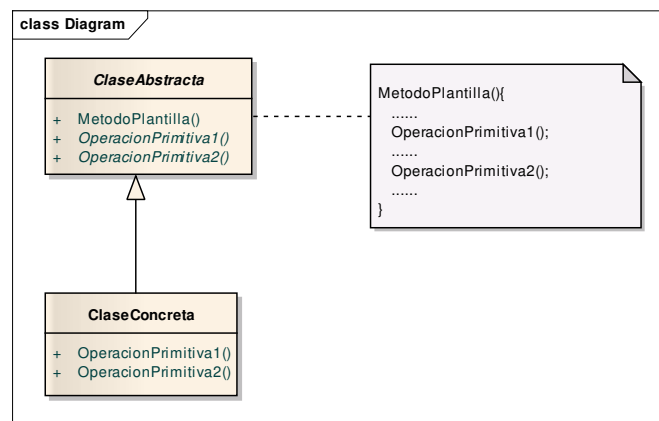 class Diagram
ClaseAbstracta
+ MetodoPlantilla()
+ OperacionPrimitiva1()
+ OperacionPrimitiva2()
MetodoPlantilla(){
......
OperacionPrimitiva1();
......
OperacionPrimitiva2();
......
}
ClaseConcreta
+ OperacionPrimitiva1()
+ OperacionPrimitiva2()